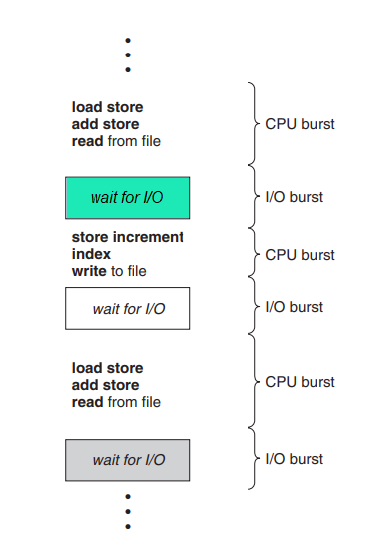 load store
add store
read from file
CPU burst
wait for I/O
I/O burst
store increment
index
write to file
CPU burst
wait for I/O
I/O burst
load store
add store
read from file
CPU burst
wait for I/O
I/O burst